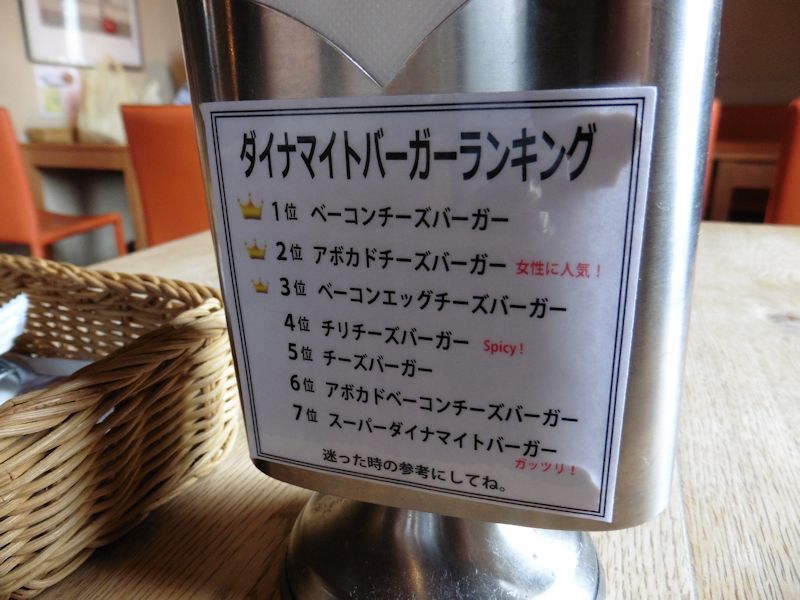 ダイナマイトバーガーランキング
1位 ベーコンチーズバーガー
2位 アボカドチーズバーガー 女性に人気！
3位 ベーコンエッグチーズバーガー
4位 チリチーズバーガー Spicy！
5位 チーズバーガー
6位 アボカドベーコンチーズバーガー
7位 スーパーダイナマイトバーガー
ガッツリ！
迷った時の参考にしてね。